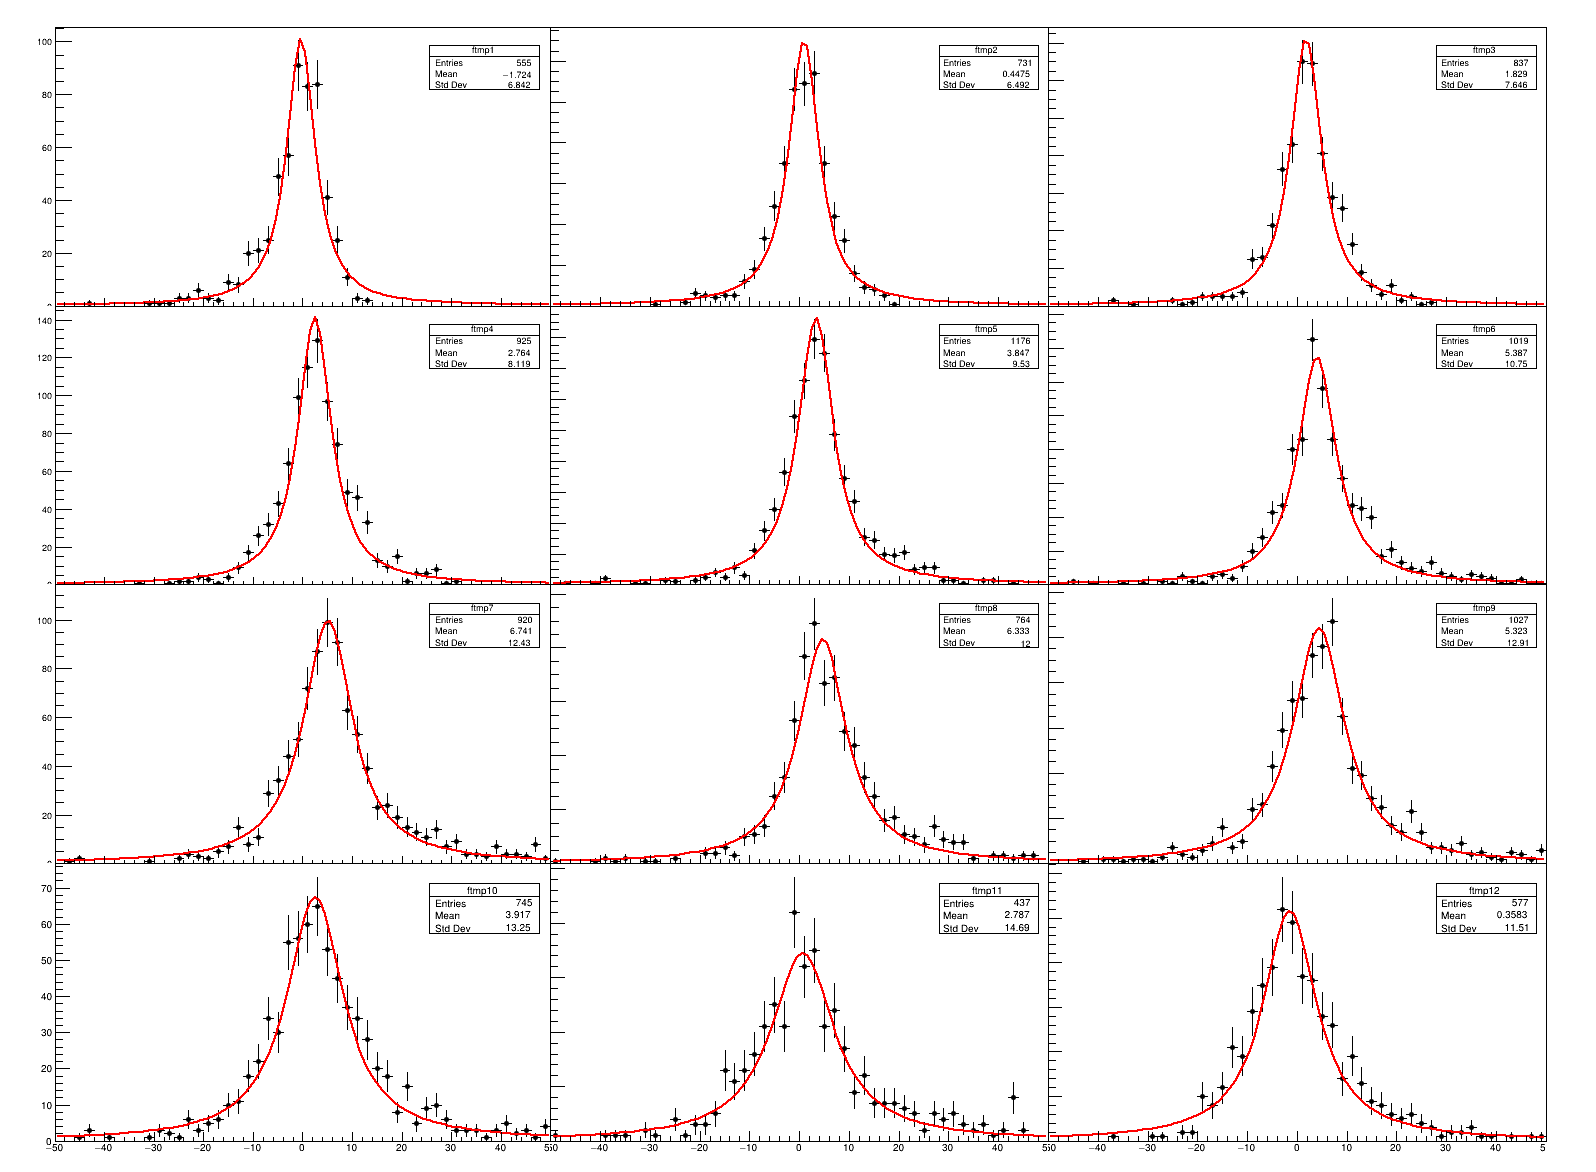 ftmp1
Entries 555
Mean −1.724
Std Dev 6.842
ftmp2
Entries 731
Mean 0.4475
Std Dev 6.492
ftmp3
Entries 837
Mean 1.829
Std Dev 7.646
100
80
60
40
20
ftmp4
Entries 925
Mean 2.764
Std Dev 8.119
ftmp5
Entries 1176
Mean 3.847
Std Dev 9.53
ftmp6
Entries 1019
Mean 5.387
Std Dev 10.75
140
120
100
80
60
40
20
ftmp7
Entries 920
Mean 6.741
Std Dev 12.43
ftmp8
Entries 764
Mean 6.333
Std Dev 12
ftmp9
Entries 1027
Mean 5.323
Std Dev 12.91
100
80
60
40
20
ftmp10
Entries 745
Mean 3.917
Std Dev 13.25
ftmp11
Entries 437
Mean 2.787
Std Dev 14.69
ftmp12
Entries 577
Mean 0.3583
Std Dev 11.51
70
60
50
40
30
20
10
0
−50 −40 −30 −20 −10 0 10 20 30 40 50 −40 −30 −20 −10 0 10 20 30 40 50 −40 −30 −20 −10 0 10 20 30 40 5